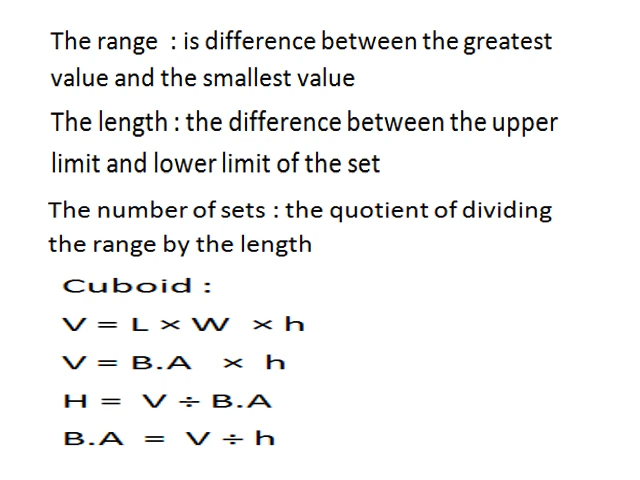 The range : is difference between the greatest
value and the smallest value
The length : the difference between the upper
limit and lower limit of the set
The number of sets : the quotient of dividing
the range by the length
Cuboid :
V = L × W × h
V = B.A × h
H = V ÷ B.A
B.A = V ÷ h